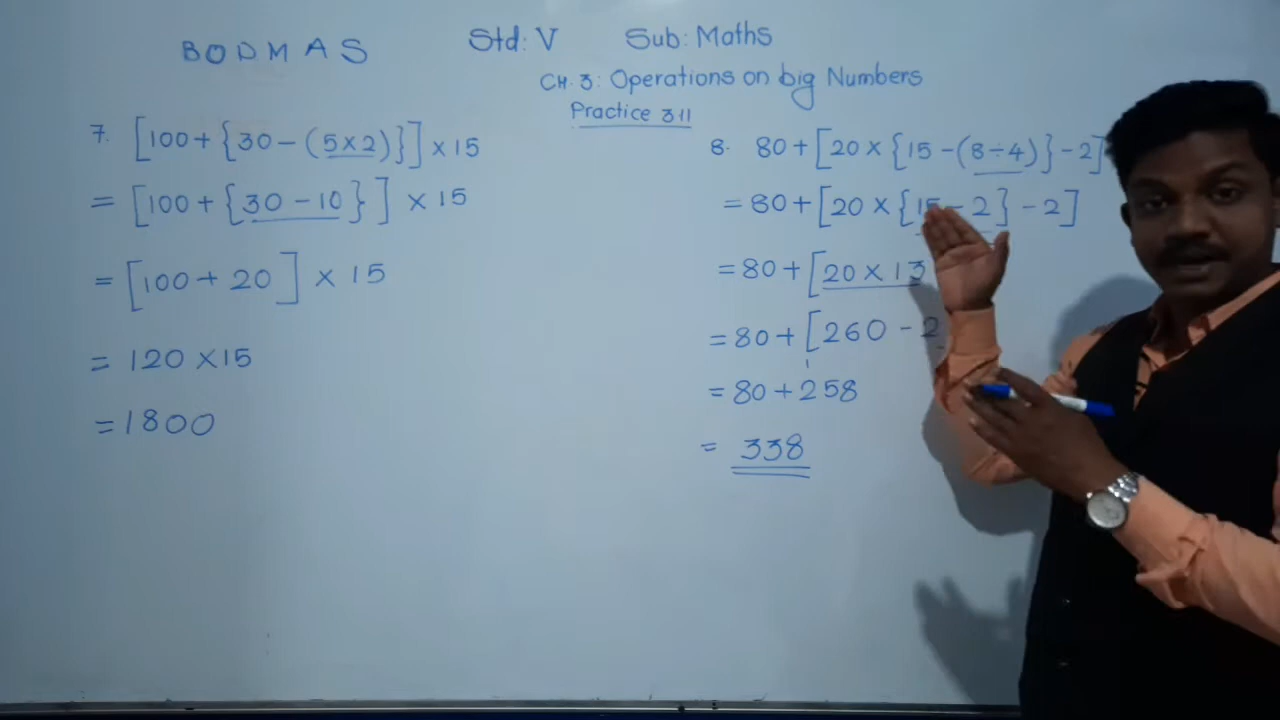 BODMAS
Std: V Sub: Maths
CH. 3: Operations on big Numbers
Practice 3.11
7. [100+{30-(5×2)}]×15
= [100+{30-10}]×15
= [100+20]×15
= 120×15
= 1800
8. 80+[20×{15-(8÷4)}-2]
= 80+[20×{15-2}-2]
= 80+[20×13
= 80+[260-2
= 80+258
= 338